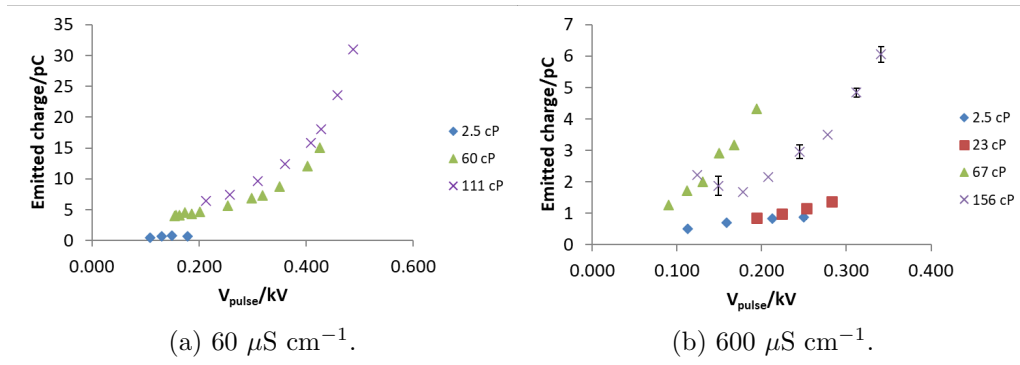 35
30
25
20
15
10
5
0
Emitted charge/pC
0.000 0.200 0.400 0.600
Vpulse/kV
2.5 cP
60 cP
111 cP
(a) 60 μS cm−1.
7
6
5
4
3
2
1
0
Emitted charge/pC
0.000 0.100 0.200 0.300 0.400
Vpulse/kV
2.5 cP
23 cP
67 cP
156 cP
(b) 600 μS cm−1.